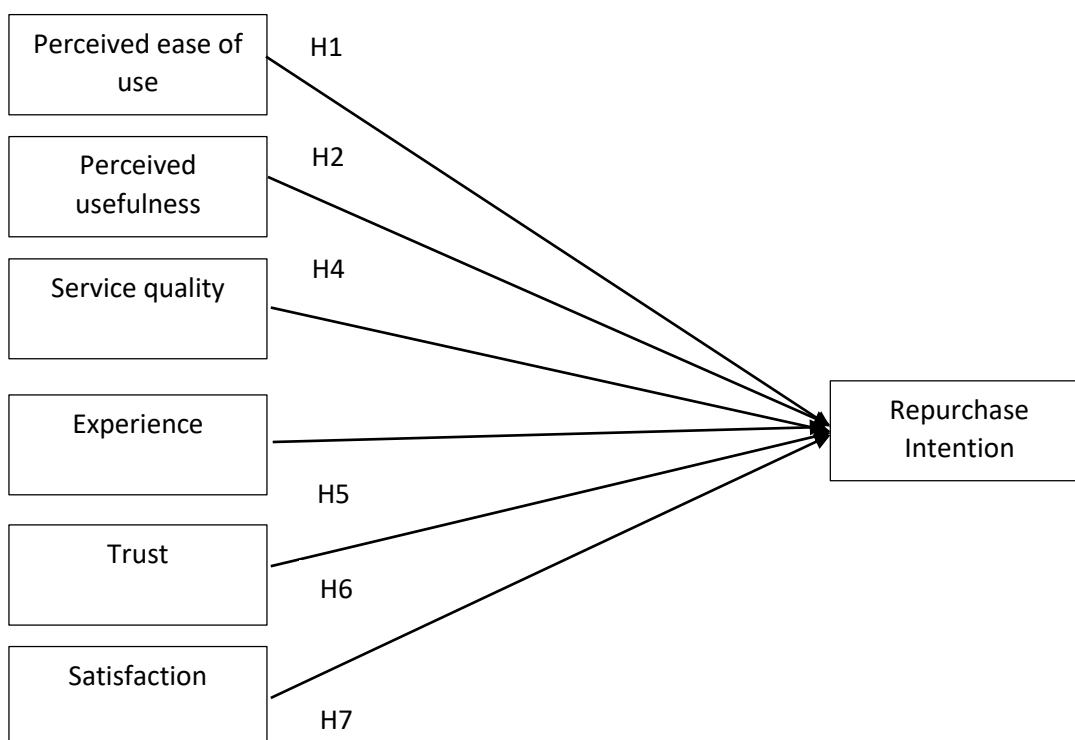 Perceived ease of
use
H1
Perceived
usefulness
H2
Service quality
H4
Experience
H5
Trust
H6
Satisfaction
H7
Repurchase
Intention